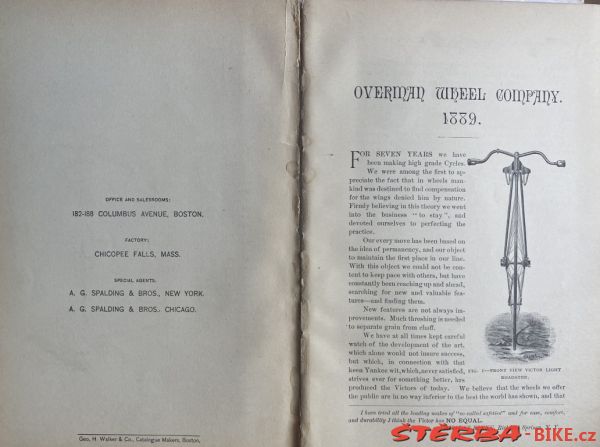 OFFICE AND SALESROOMS:
182-188 COLUMBUS AVENUE, BOSTON.
FACTORY:
CHICOPEE FALLS, MASS.
SPECIAL AGENTS:
A. G. SPALDING & BROS., NEW YORK.
A. G. SPALDING & BROS., CHICAGO.
Geo. H. Walker & Co., Catalogue Makers, Boston,
OVERMAN WHEEL COMPANY.
1889.
FOR SEVEN YEARS we have
been making high grade Cycles.
We were among the first to ap-
preciate the fact that in wheels man-
kind was destined to find compensation
for the wings denied him by nature.
Firmly believing in this theory we went
into the business "to stay", and
devoted ourselves to perfecting the
practice.
Our every move has been based on
the idea of permanency, and our object
to maintain the first place in our line.
With this object we could not be con-
tent to keep pace with others, but have
constantly been reaching up and ahead,
searching for new and valuable fea-
tures—and finding them.
New features are not always im-
provements. Much threshing is needed
to separate grain from chaff.
We have at all times kept careful
watch of the development of the art,
which alone would not insure success,
but which, in connection with that
keen Yankee wit, which, never satisfied,
strives ever for something better, has
produced the Victors of today. We believe that the wheels we offer
the public are in no way inferior to the best the world has shown, and that
FIG. 1—FRONT VIEW VICTOR LIGHT
ROADSTER.
I have tried all the leading makes of "so-called safeties" and for ease, comfort,
and durability I think the Victor has NO EQUAL.
ŠTĚRBA-BIKE.cz